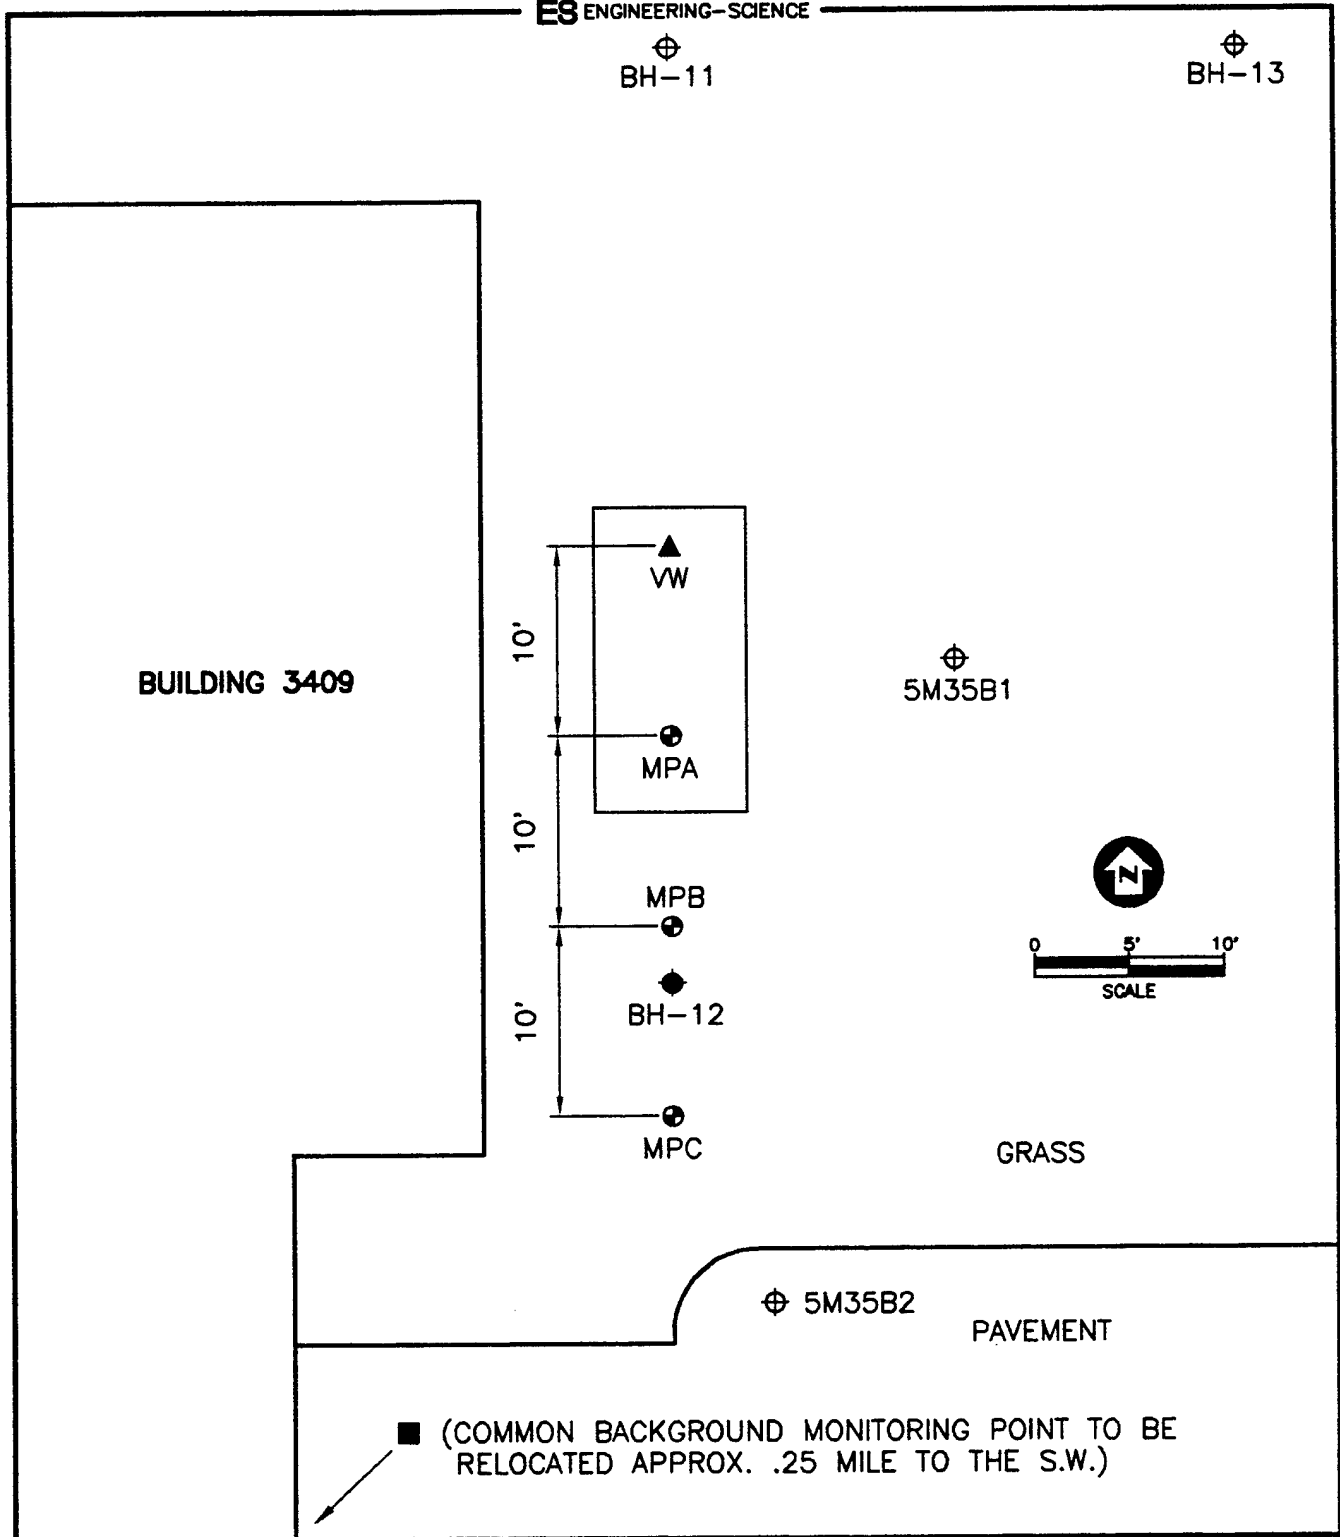 ES ENGINEERING-SCIENCE
BH-11
BH-13
VW
10'
BUILDING 3409
5M35B1
MPA
10'
N
MPB
0 5' 10'
SCALE
BH-12
10'
MPC
GRASS
5M35B2
PAVEMENT
(COMMON BACKGROUND MONITORING POINT TO BE
RELOCATED APPROX. .25 MILE TO THE S.W.)